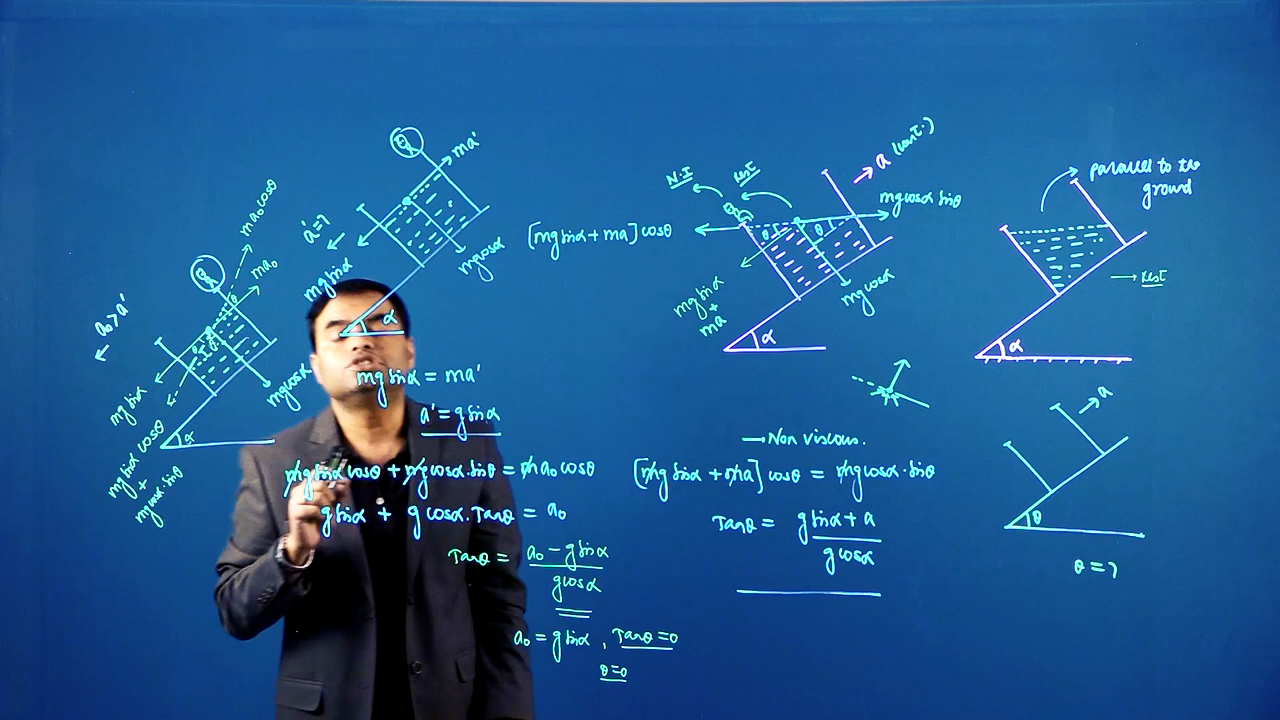 ma'
a'=?
mg sinα
mg cosα
α
ma₀ cosθ
ma₀
a₀ > a'
mg sinα
mg cosα
mg sinα cosθ
+
mg cosα·sinθ
α
mg sinα = ma'
a' = g sinα
mg sinα cosθ + mg cosα sinθ = ma₀ cosθ
g sinα + g cosα. Tanθ = a₀
Tanθ = a₀ - g sinα
g cosα
a₀ = g sinα , Tanθ = 0
θ = 0
N.I
rest
a (const.)
mg cosα sinθ
[mg sinα + ma] cosθ
θ
θ
mg sinα
+
ma
mg cosα
α
→ Non viscous.
[mg sinα + ma] cosθ = mg cosα · sinθ
Tanθ = g sinα + a
g cosα
parallel to the
ground
→ rest
α
a
θ
θ = ?